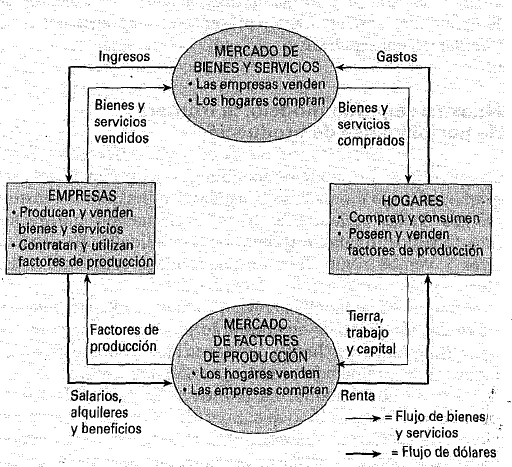 MERCADO DE
BIENES Y SERVICIOS
• Las empresas venden
• Los hogares compran
Ingresos
Gastos
Bienes y
servicios
vendidos
Bienes y
servicios
comprados
EMPRESAS
• Producen y venden
bienes y servicios
• Contratan y utilizan
factores de producción
HOGARES
• Compran y consumen
• Poseen y venden
factores de producción
Factores de
producción
MERCADO
DE FACTORES
DE PRODUCCIÓN
• Los hogares venden
• Las empresas compran
Tierra,
trabajo
y capital
Salarios,
alquileres
y beneficios
Renta
= Flujo de bienes
y servicios
= Flujo de dólares